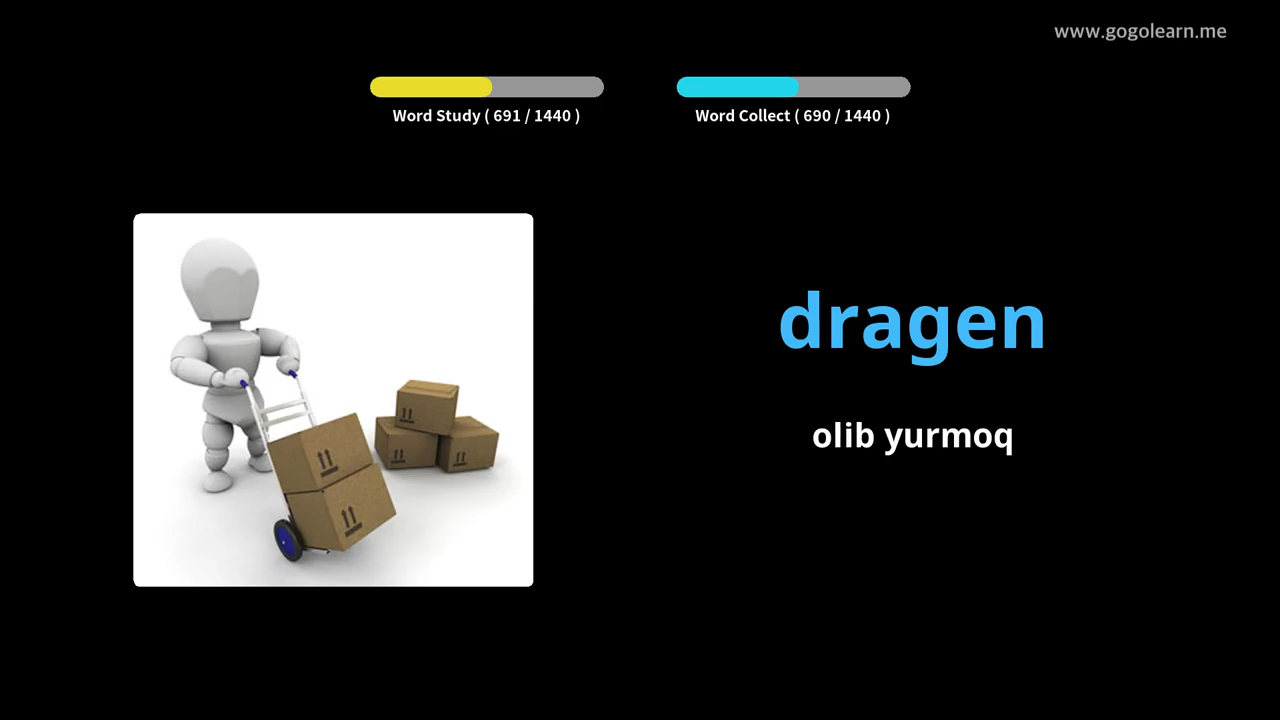 www.gogolearn.me
Word Study ( 691 / 1440 )
Word Collect ( 690 / 1440 )
dragen
olib yurmoq